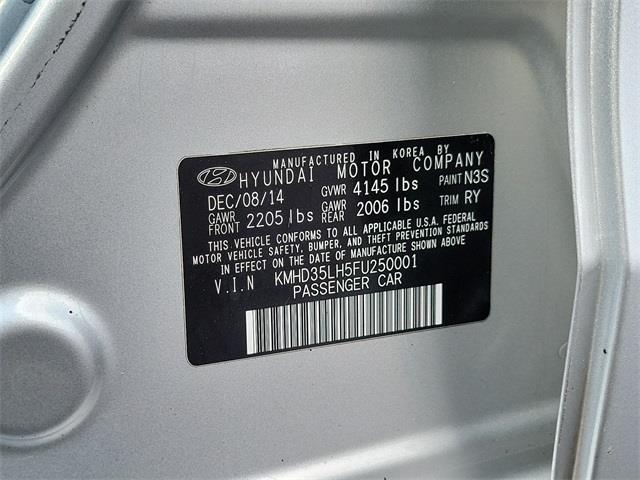 MANUFACTURED IN KOREA BY
HYUNDAI MOTOR COMPANY
DEC/08/14 GVWR 4145 lbs PAINT N3S
GAWR FRONT 2205 lbs GAWR REAR 2006 lbs TRIM RY
THIS VEHICLE CONFORMS TO ALL APPLICABLE U.S.A. FEDERAL
MOTOR VEHICLE SAFETY, BUMPER, AND THEFT PREVENTION STANDARDS
IN EFFECT ON THE DATE OF MANUFACTURE SHOWN ABOVE.
V.I.N KMHD35LH5FU250001
PASSENGER CAR